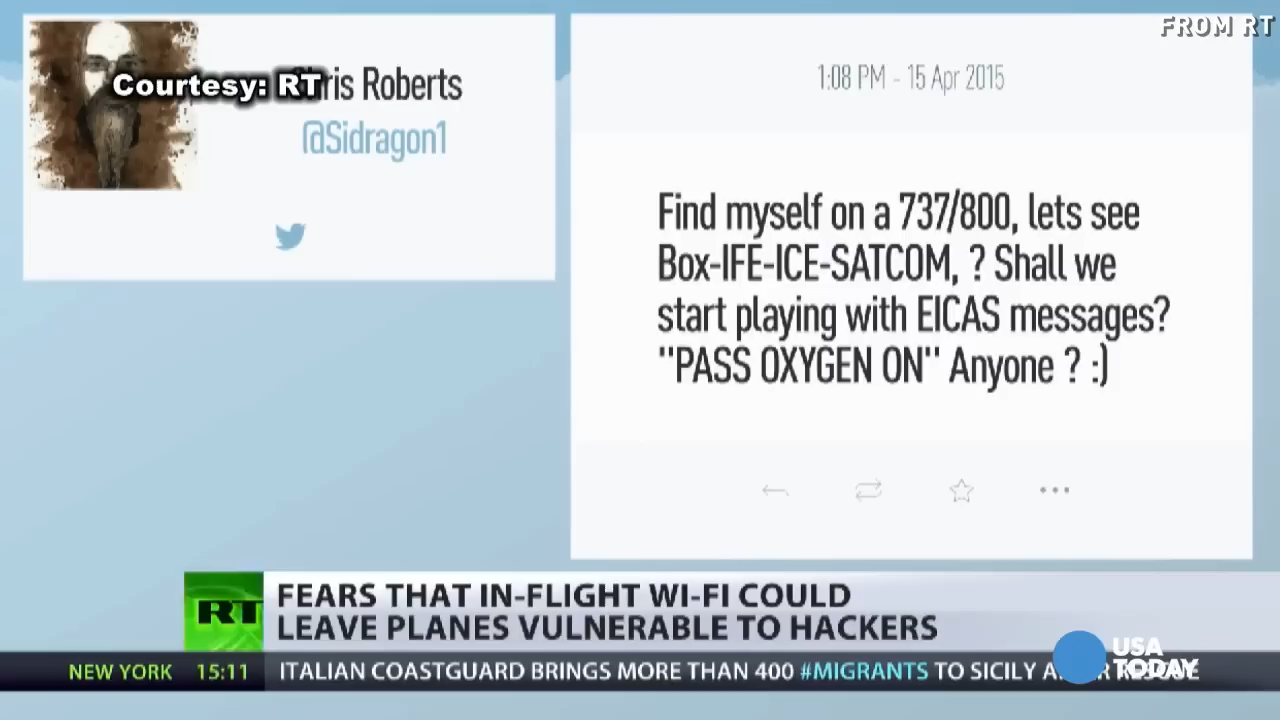 FROM RT
Courtesy: RT
ris Roberts
@Sidragon1
1:08 PM - 15 Apr 2015
Find myself on a 737/800, lets see
Box-IFE-ICE-SATCOM, ? Shall we
start playing with EICAS messages?
"PASS OXYGEN ON" Anyone ? :)
RT
FEARS THAT IN-FLIGHT WI-FI COULD
LEAVE PLANES VULNERABLE TO HACKERS
NEW YORK 15:11 ITALIAN COASTGUARD BRINGS MORE THAN 400 #MIGRANTS TO SICILY
USA
TODAY